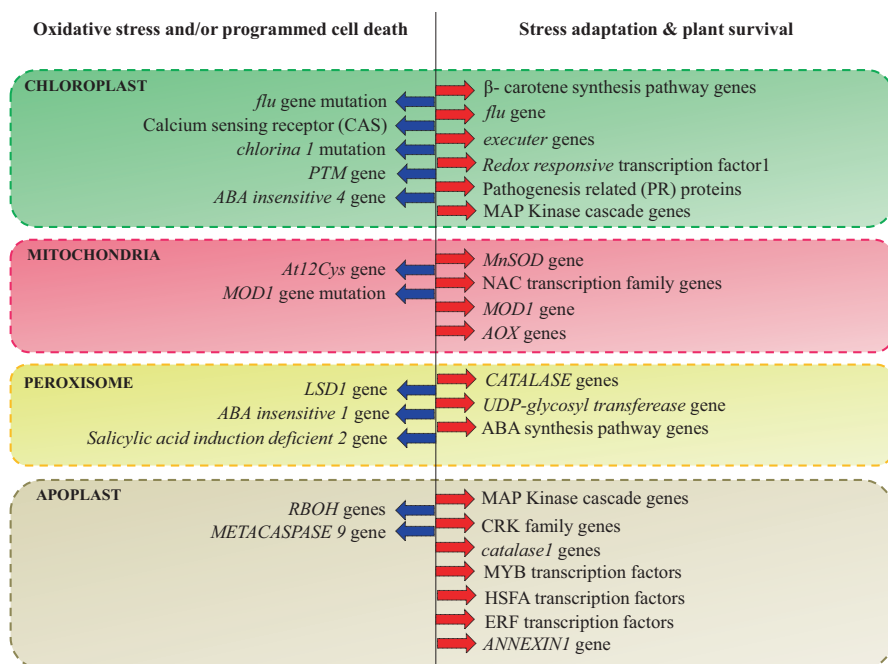 Oxidative stress and/or programmed cell death
Stress adaptation & plant survival
CHLOROPLAST
flu gene mutation
Calcium sensing receptor (CAS)
chlorina 1 mutation
PTM gene
ABA insensitive 4 gene
β- carotene synthesis pathway genes
flu gene
executer genes
Redox responsive transcription factor1
Pathogenesis related (PR) proteins
MAP Kinase cascade genes
MITOCHONDRIA
At12Cys gene
MOD1 gene mutation
MnSOD gene
NAC transcription family genes
MOD1 gene
AOX genes
PEROXISOME
LSD1 gene
ABA insensitive 1 gene
Salicylic acid induction deficient 2 gene
CATALASE genes
UDP-glycosyl transferease gene
ABA synthesis pathway genes
APOPLAST
RBOH genes
METACASPASE 9 gene
MAP Kinase cascade genes
CRK family genes
catalase1 genes
MYB transcription factors
HSFA transcription factors
ERF transcription factors
ANNEXIN1 gene